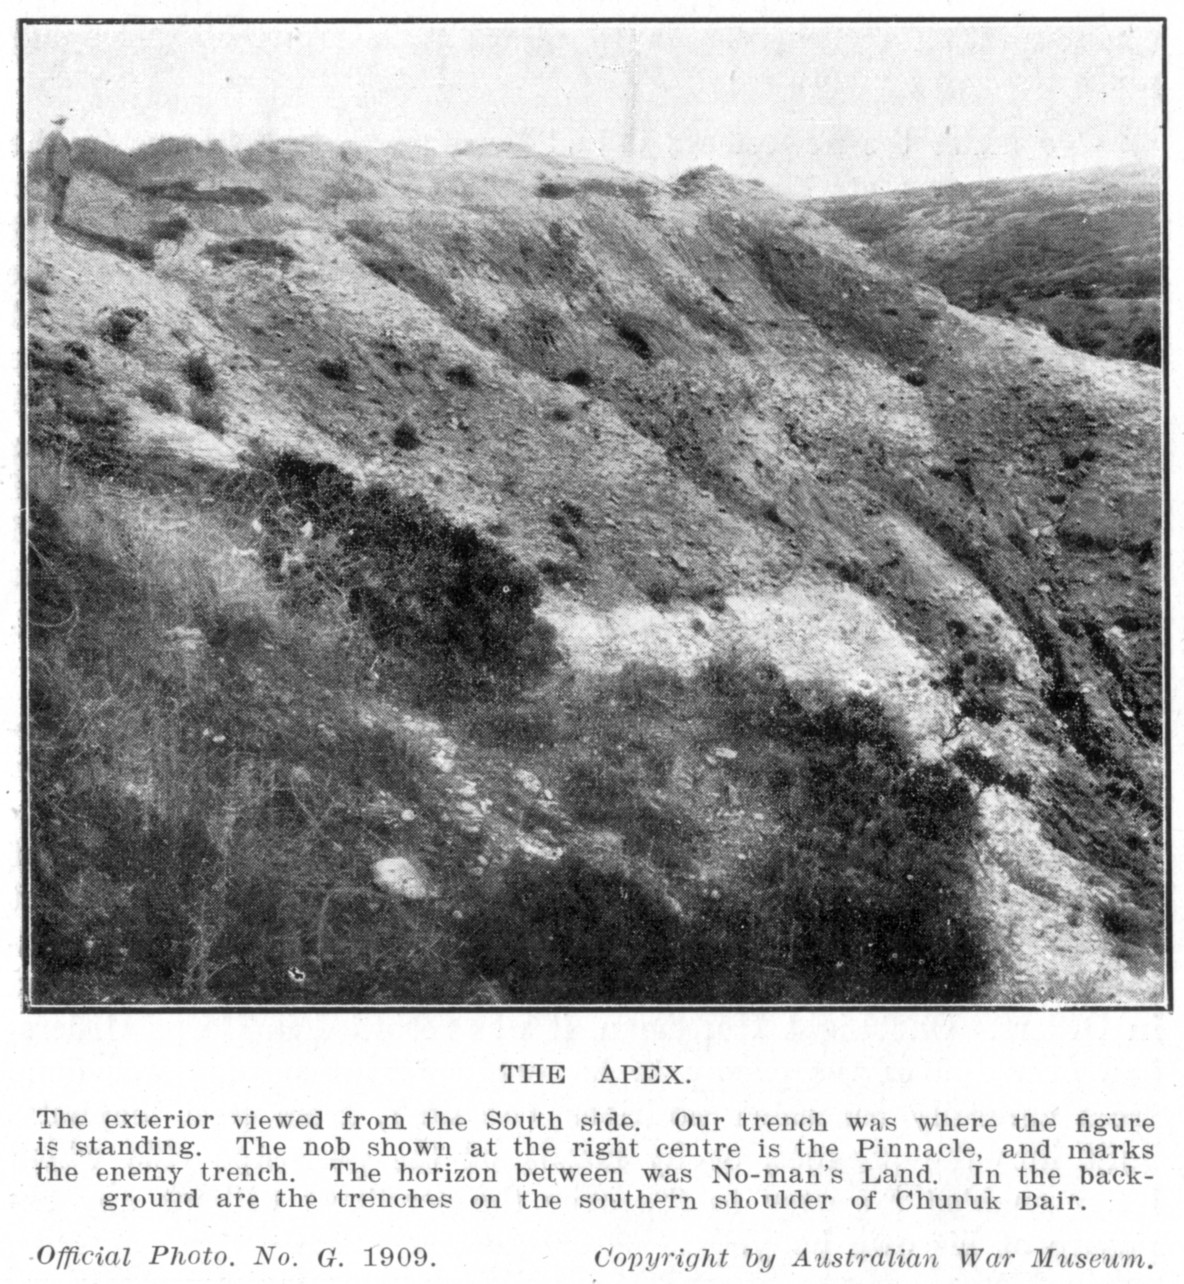 THE APEX.
The exterior viewed from the South side. Our trench was where the figure
is standing. The nob shown at the right centre is the Pinnacle, and marks
the enemy trench. The horizon between was No-man's Land. In the back-
ground are the trenches on the southern shoulder of Chunuk Bair.
Official Photo. No. G. 1909. Copyright by Australian War Museum.